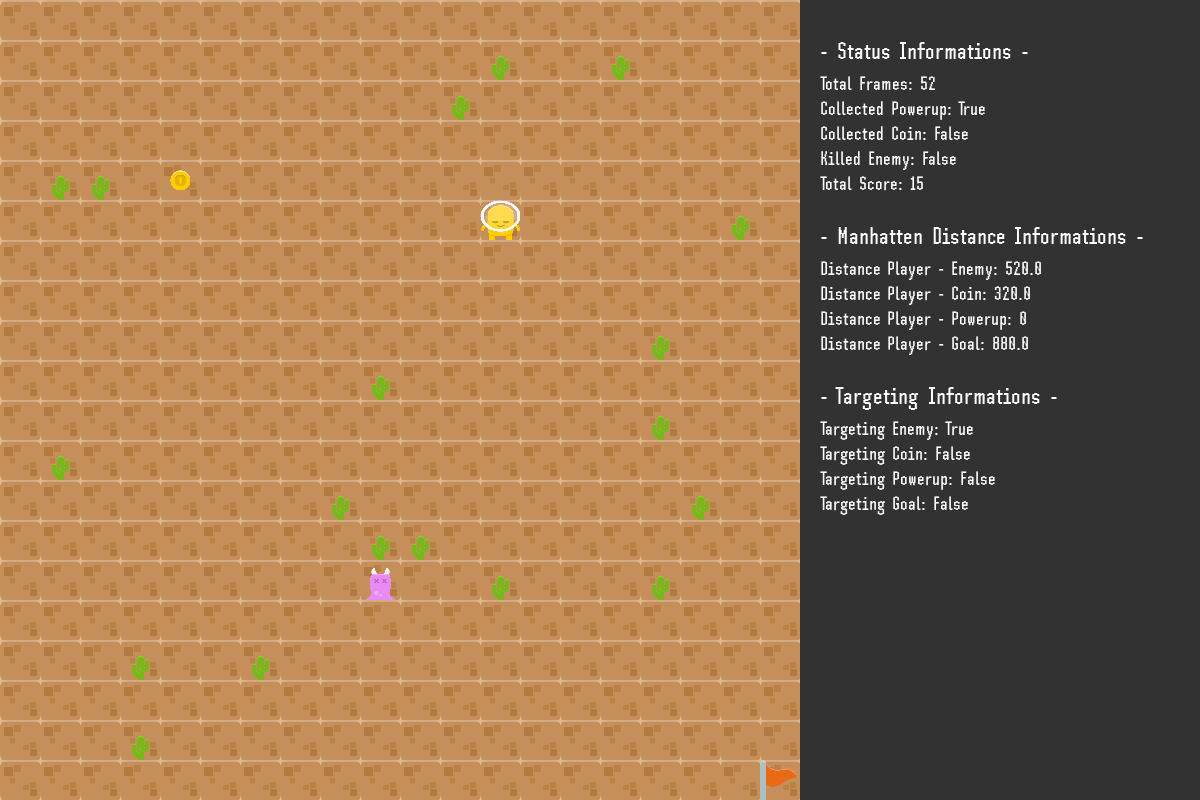 - Status Informations -
Total Frames: 52
Collected Powerup: True
Collected Coin: False
Killed Enemy: False
Total Score: 15
- Manhatten Distance Informations -
Distance Player - Enemy: 520.0
Distance Player - Coin: 320.0
Distance Player - Powerup: 0
Distance Player - Goal: 880.0
- Targeting Informations -
Targeting Enemy: True
Targeting Coin: False
Targeting Powerup: False
Targeting Goal: False